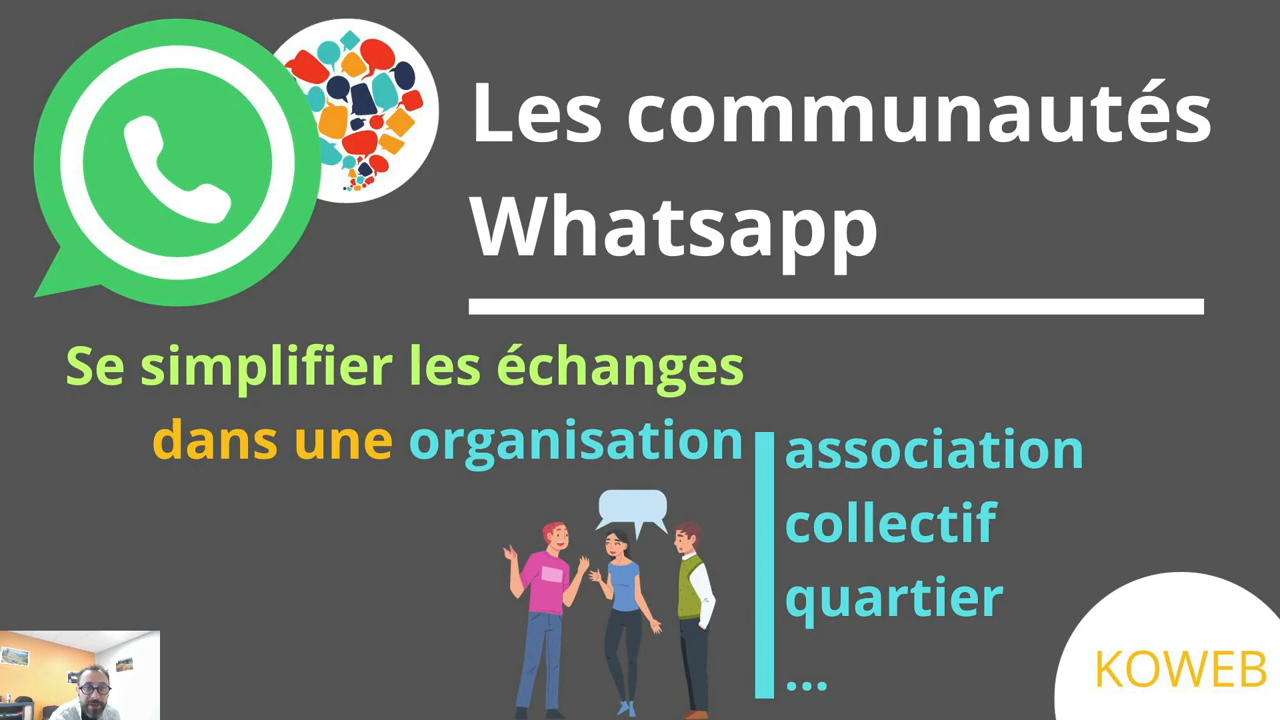 Les communautés
Whatsapp
Se simplifier les échanges
dans une organisation
association
collectif
quartier
...
KOWEB